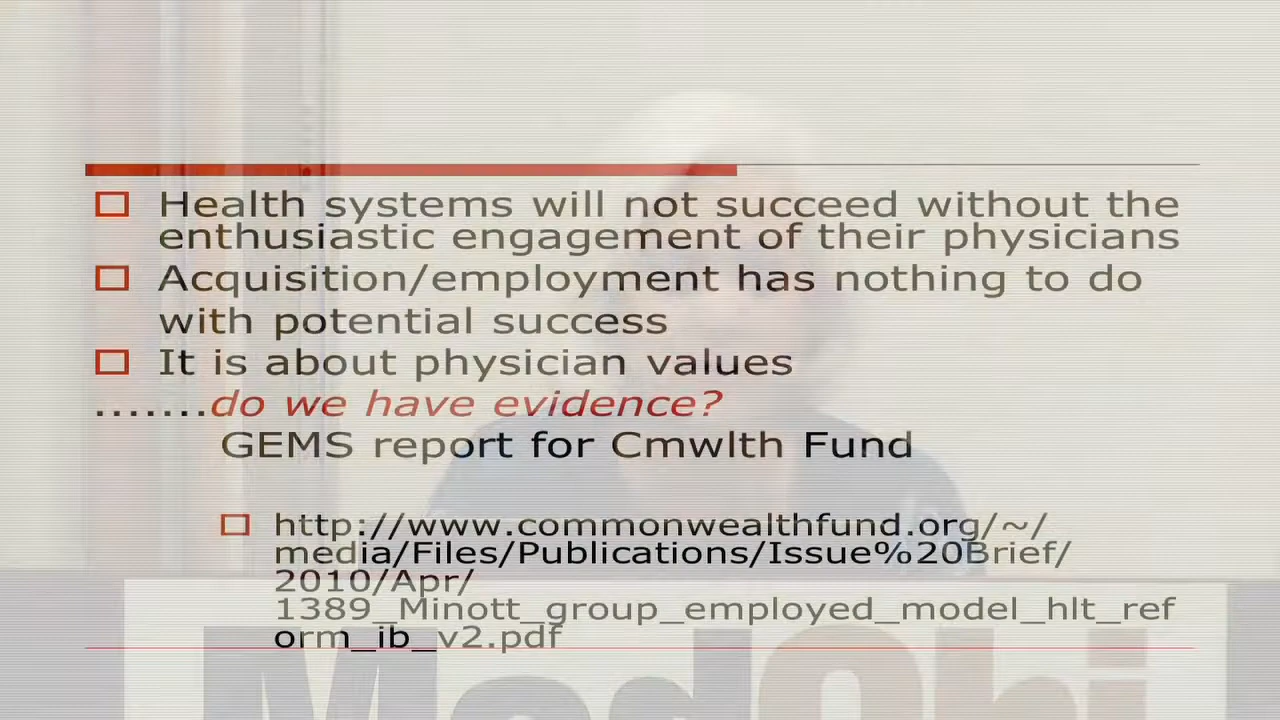 Health systems will not succeed without the
enthusiastic engagement of their physicians
Acquisition/employment has nothing to do
with potential success
It is about physician values
.......do we have evidence?
GEMS report for Cmwlth Fund
http://www.commonwealthfund.org/~/
media/Files/Publications/Issue%20Brief/
2010/Apr/
1389_Minott_group_employed_model_hlt_ref
orm_ib_v2.pdf